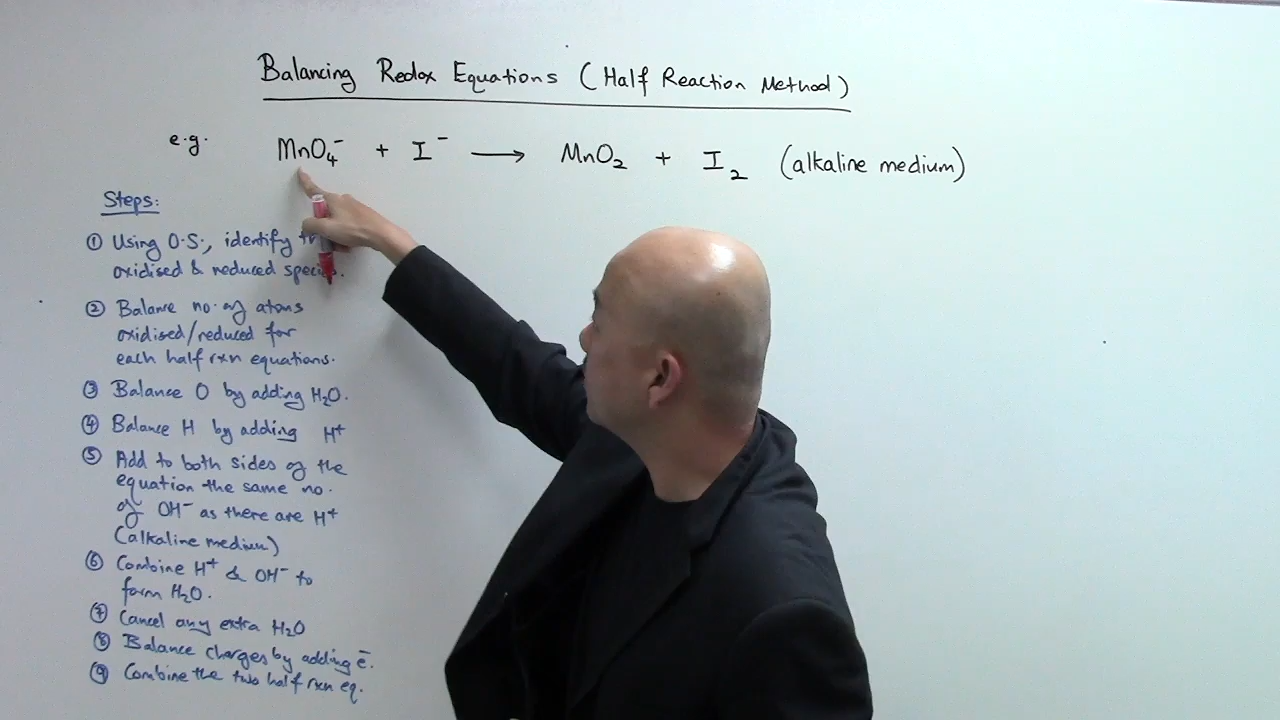 Balancing Redox Equations (Half Reaction Method)
e.g. MnO₄⁻ + I⁻ → MnO₂ + I₂ (alkaline medium)
Steps:
① Using O.S., identify
oxidised & reduced species.
② Balance no. of atoms
oxidised/reduced for
each half rxn equations.
③ Balance O by adding H₂O.
④ Balance H by adding H⁺
⑤ Add to both sides of the
equation the same no.
of OH⁻ as there are H⁺
(alkaline medium)
⑥ Combine H⁺ & OH⁻ to
form H₂O.
⑦ Cancel any extra H₂O
⑧ Balance charges by adding e⁻.
⑨ Combine the two half rxn eq.